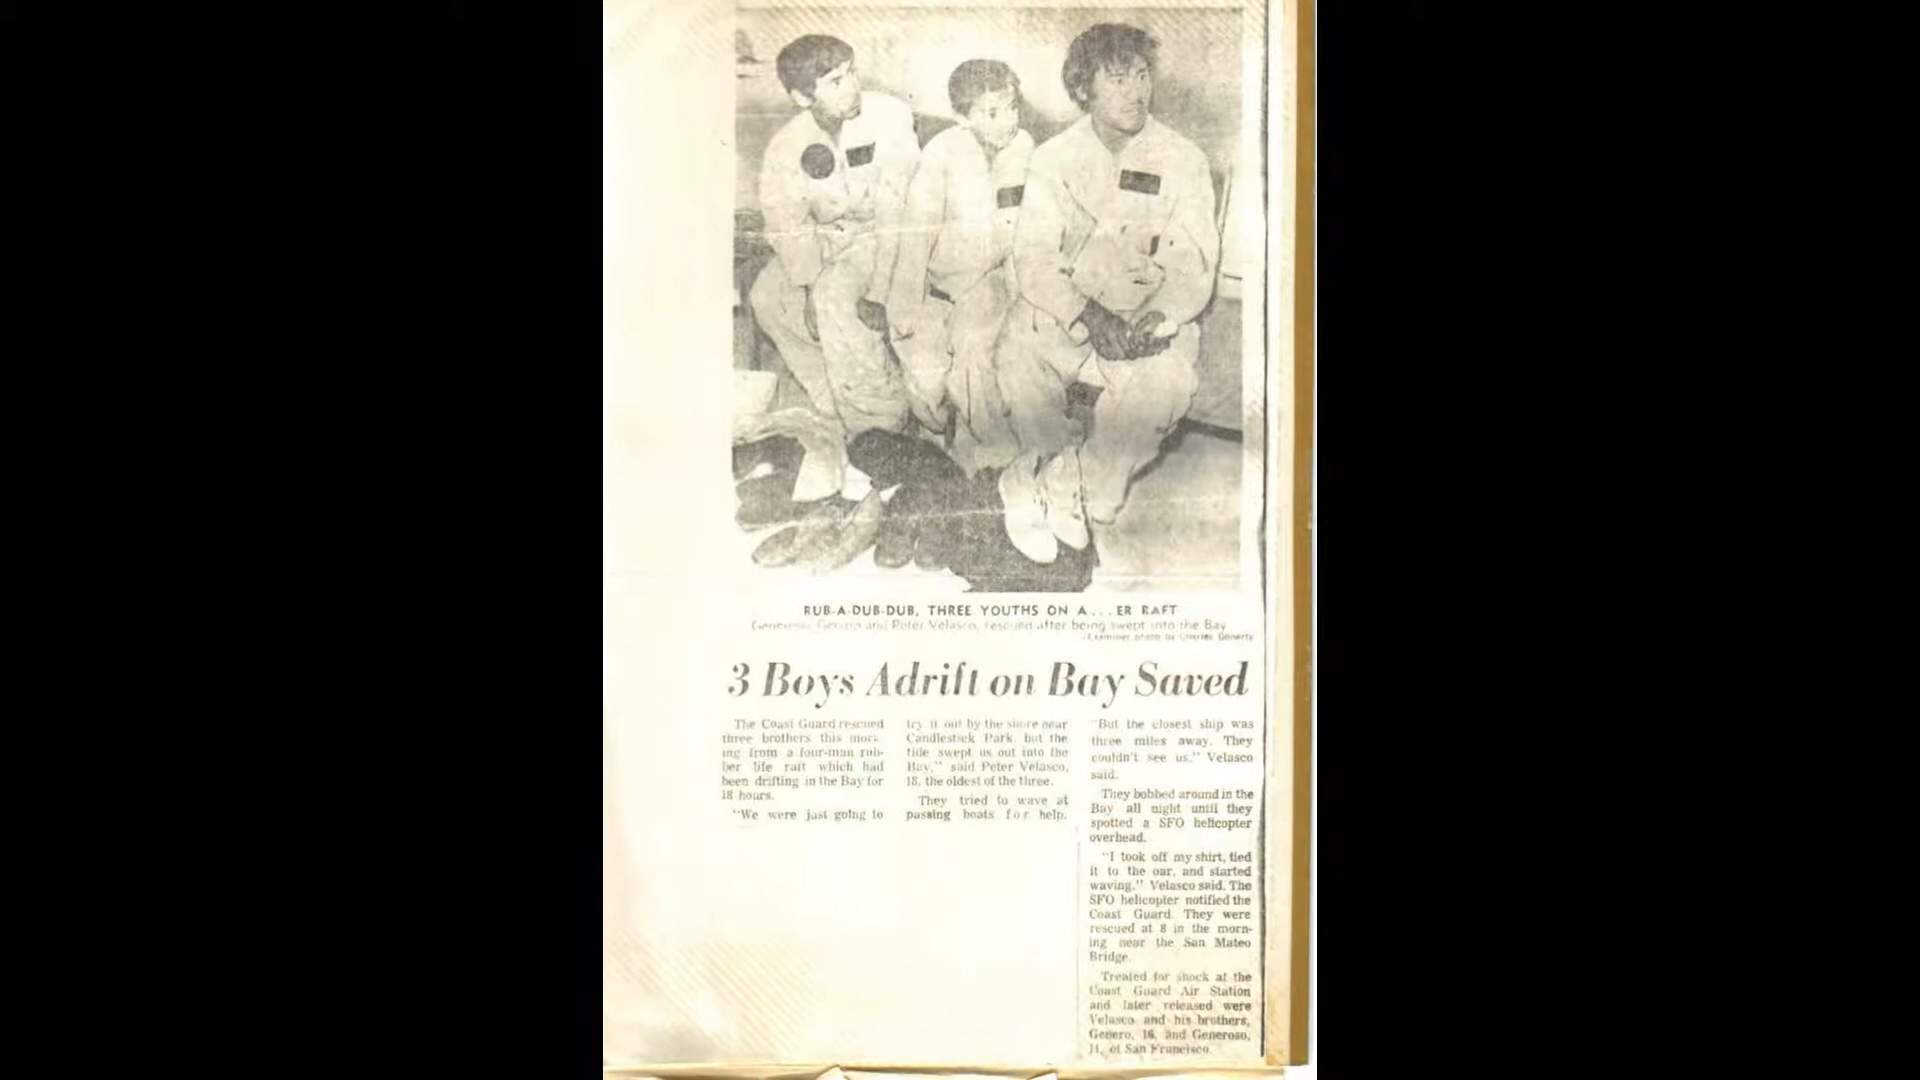 RUB-A-DUB-DUB, THREE YOUTHS ON A...ER RAFT
and Peter Velasco, rescued after being swept into the Bay
—Examiner photo by Charles Doherty
3 Boys Adrift on Bay Saved
The Coast Guard rescued
three brothers this morn-
ing from a four-man rub-
ber life raft which had
been drifting in the Bay for
18 hours.
"We were just going to
try it out by the shore near
Candlestick Park, but the
tide swept us out into the
Bay," said Peter Velasco,
18, the oldest of the three.
They tried to wave at
passing boats for help.
"But the closest ship was
three miles away. They
couldn't see us," Velasco
said.
They bobbed around in the
Bay all night until they
spotted a SFO helicopter
overhead.
"I took off my shirt, tied
it to the oar, and started
waving," Velasco said. The
SFO helicopter notified the
Coast Guard. They were
rescued at 8 in the morn-
ing near the San Mateo
Bridge.
Treated for shock at the
Coast Guard Air Station
and later released were
Velasco and his brothers,
Genero, 16, and Generoso,
11, of San Francisco.